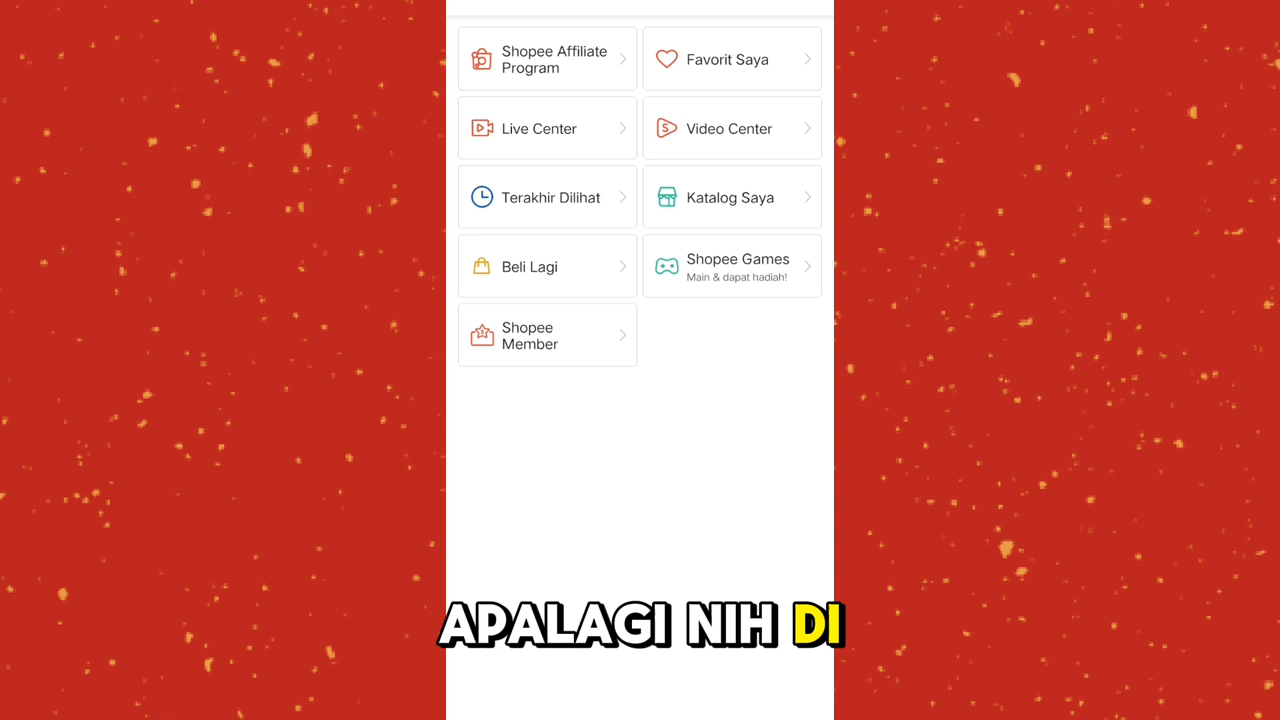 Shopee Affiliate
Program
Favorit Saya
Live Center
Video Center
Terakhir Dilihat
Katalog Saya
Beli Lagi
Shopee Games
Main & dapat hadiah!
Shopee
Member
APALAGI NIH DI